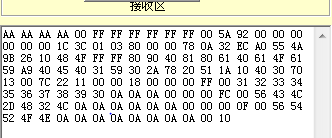 接收区
AA AA AA AA 00 FF FF FF FF FF FF 00 5A 92 00 00 00
00 00 00 1C 3C 01 03 80 00 00 78 0A 32 EC A0 55 4A
9B 26 10 48 4F FF FF 80 90 40 81 80 61 40 61 4F 61
59 A9 40 45 40 31 59 30 2A 78 20 51 1A 10 40 30 70
13 00 7C 22 11 00 00 18 00 00 00 FF 00 31 32 33 34
35 36 37 38 39 30 0A 0A 0A 00 00 00 FC 00 56 43 4C
2D 48 32 4C 0A 0A 0A 0A 0A 00 00 00 0F 00 56 54
52 4F 4E 0A 0A 0A 0A 0A 0A 0A 00 10